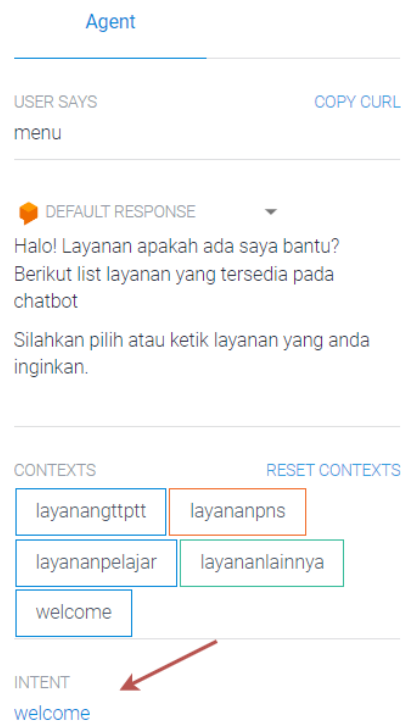 Agent
USER SAYS COPY CURL
menu
DEFAULT RESPONSE
Halo! Layanan apakah ada saya bantu?
Berikut list layanan yang tersedia pada
chatbot
Silahkan pilih atau ketik layanan yang anda
inginkan.
CONTEXTS RESET CONTEXTS
layanangttptt layananpns
layananpelajar layananlainnya
welcome
INTENT
welcome